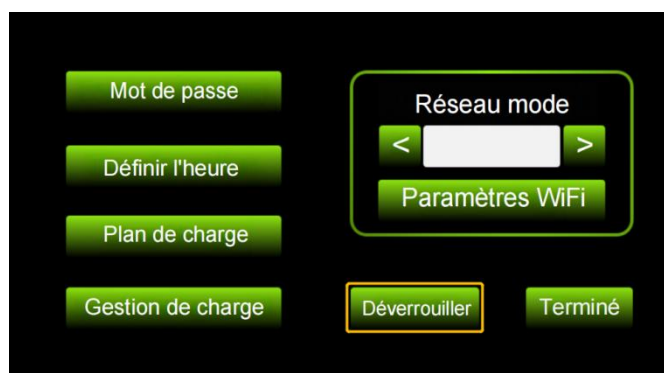 Mot de passe
Définir l'heure
Plan de charge
Gestion de charge
Réseau mode
< >
Paramètres WiFi
Déverrouiller
Terminé